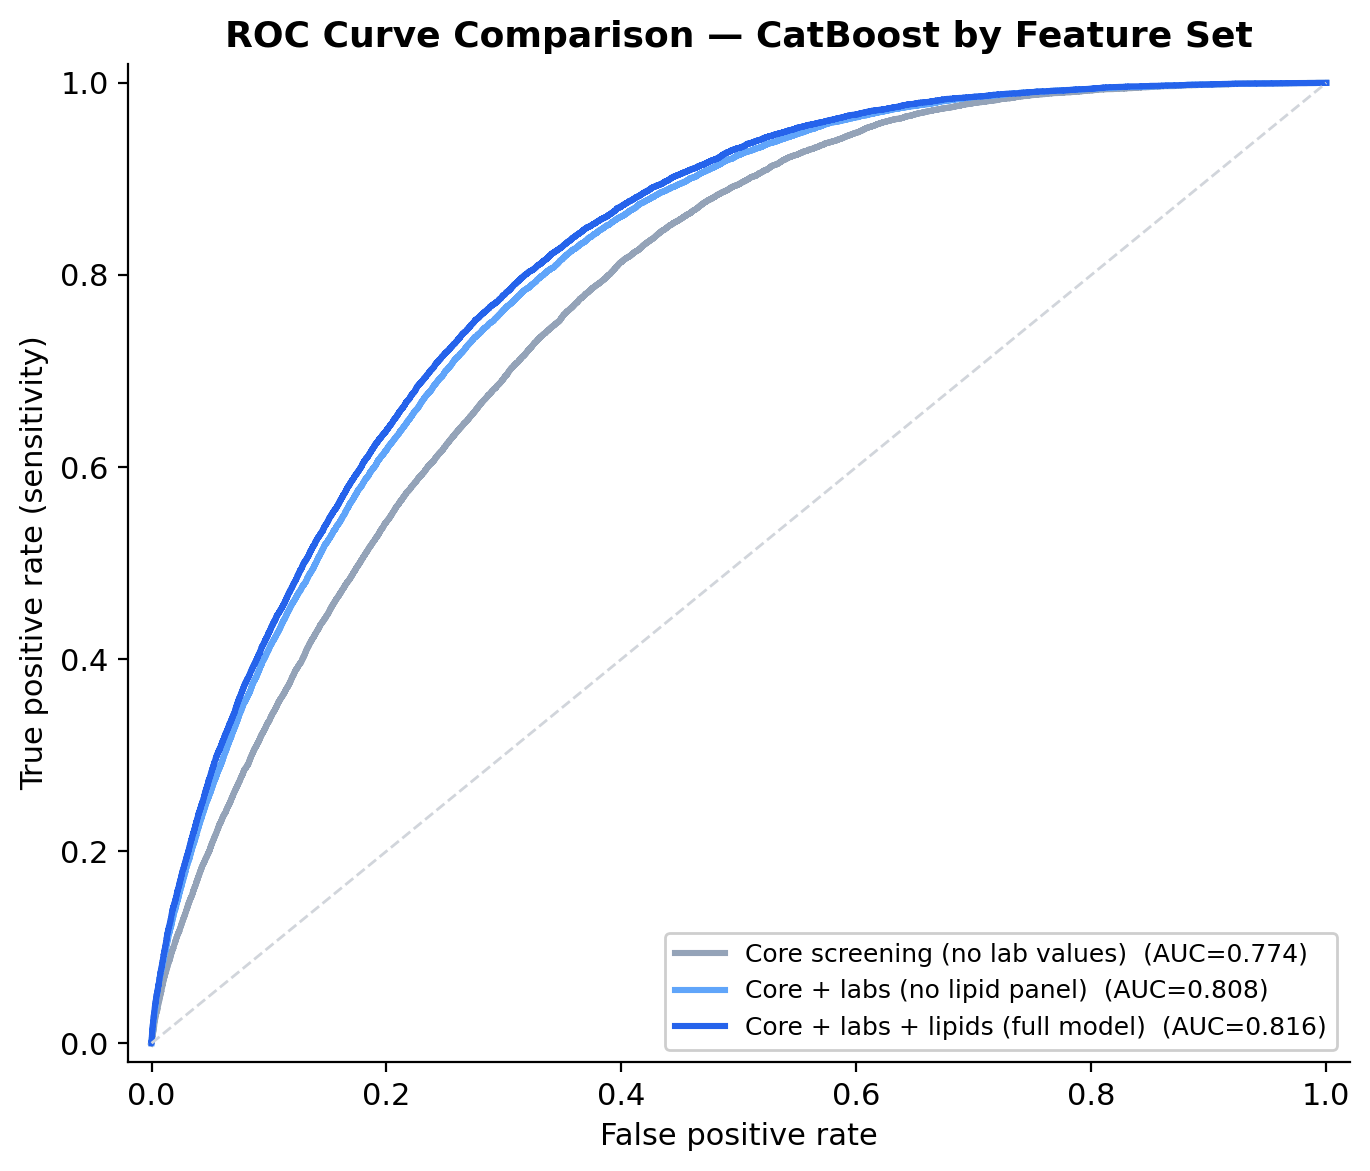 ROC Curve Comparison — CatBoost by Feature Set
True positive rate (sensitivity)
1.0
0.8
0.6
0.4
0.2
0.0
Core screening (no lab values) (AUC=0.774)
Core + labs (no lipid panel) (AUC=0.808)
Core + labs + lipids (full model) (AUC=0.816)
0.0 0.2 0.4 0.6 0.8 1.0
False positive rate